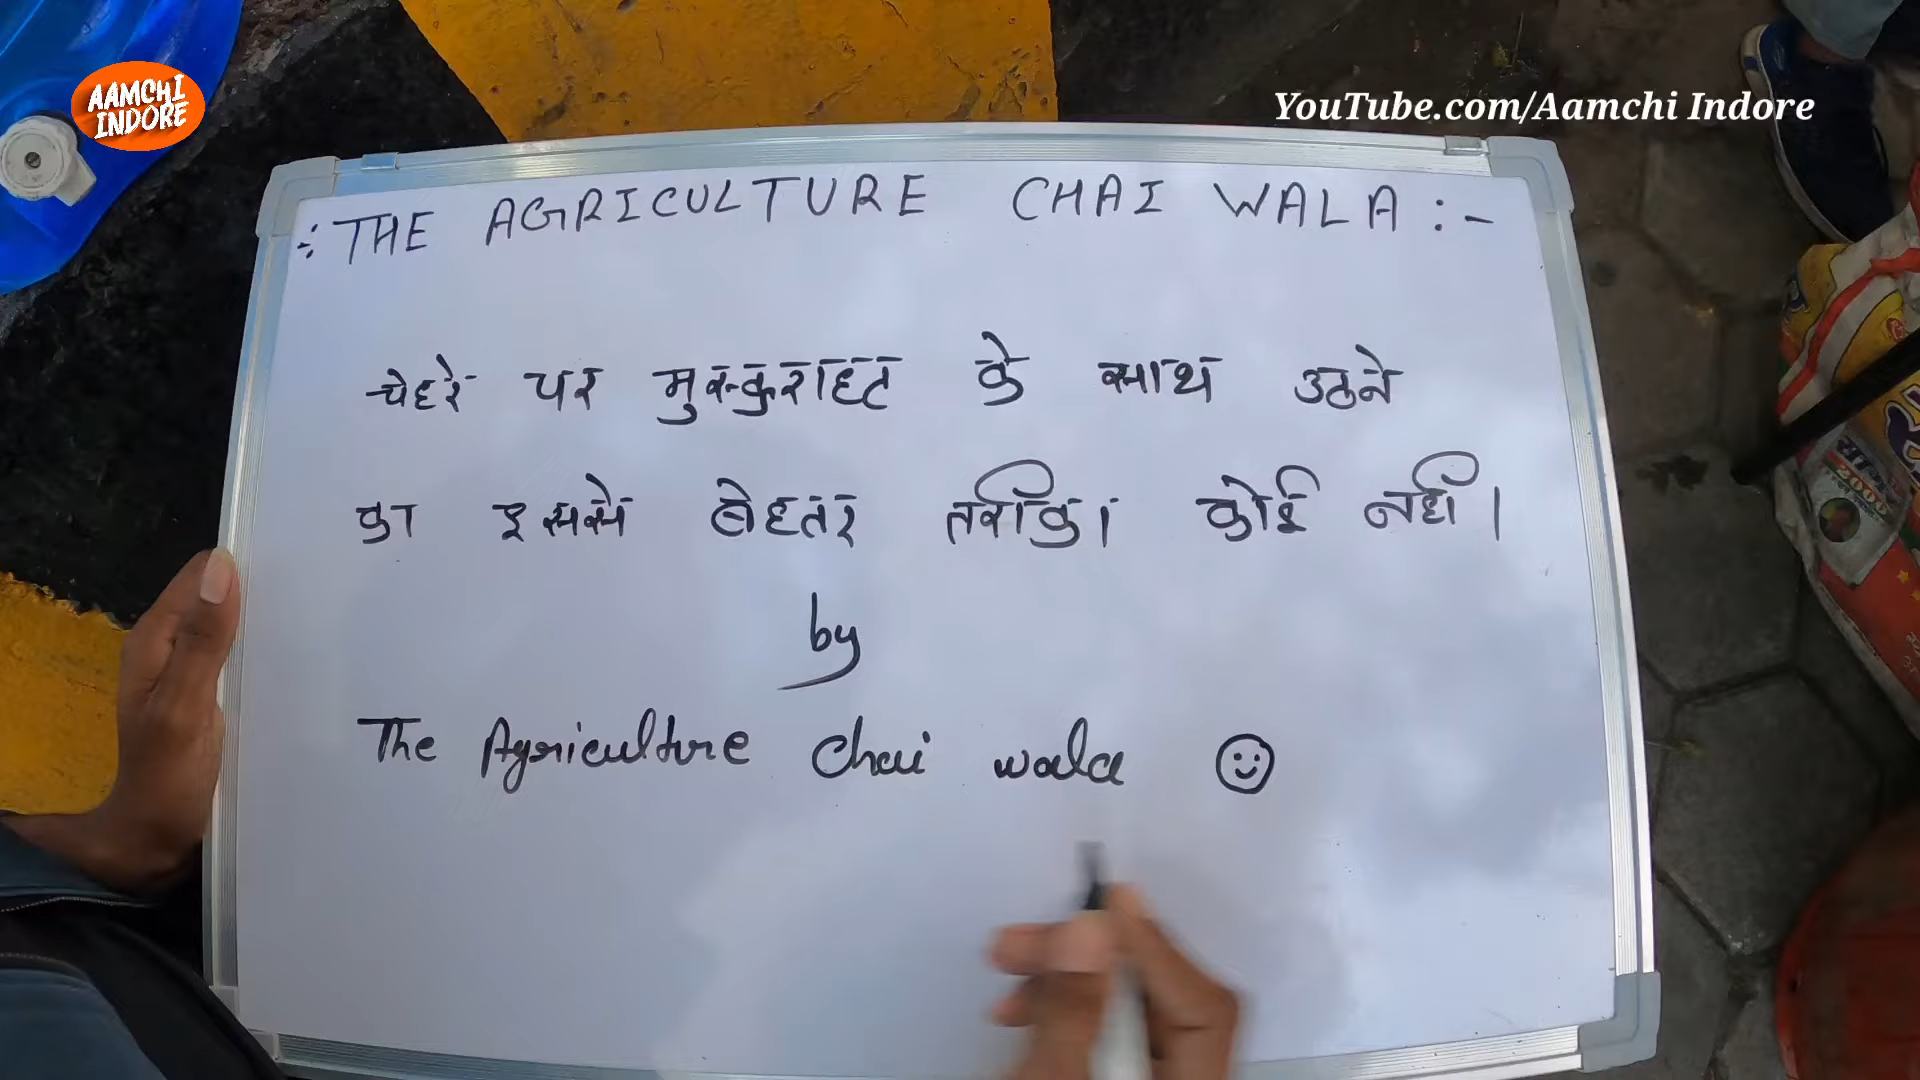 AAMCHI
INDORE
YouTube.com/Aamchi Indore
:- THE AGRICULTURE CHAI WALA :-
चेहरे पर मुस्कुराहट के साथ उठने
का इससे बेहतर तरीका कोई नहीं।
by
The Agriculture Chai wala ☺